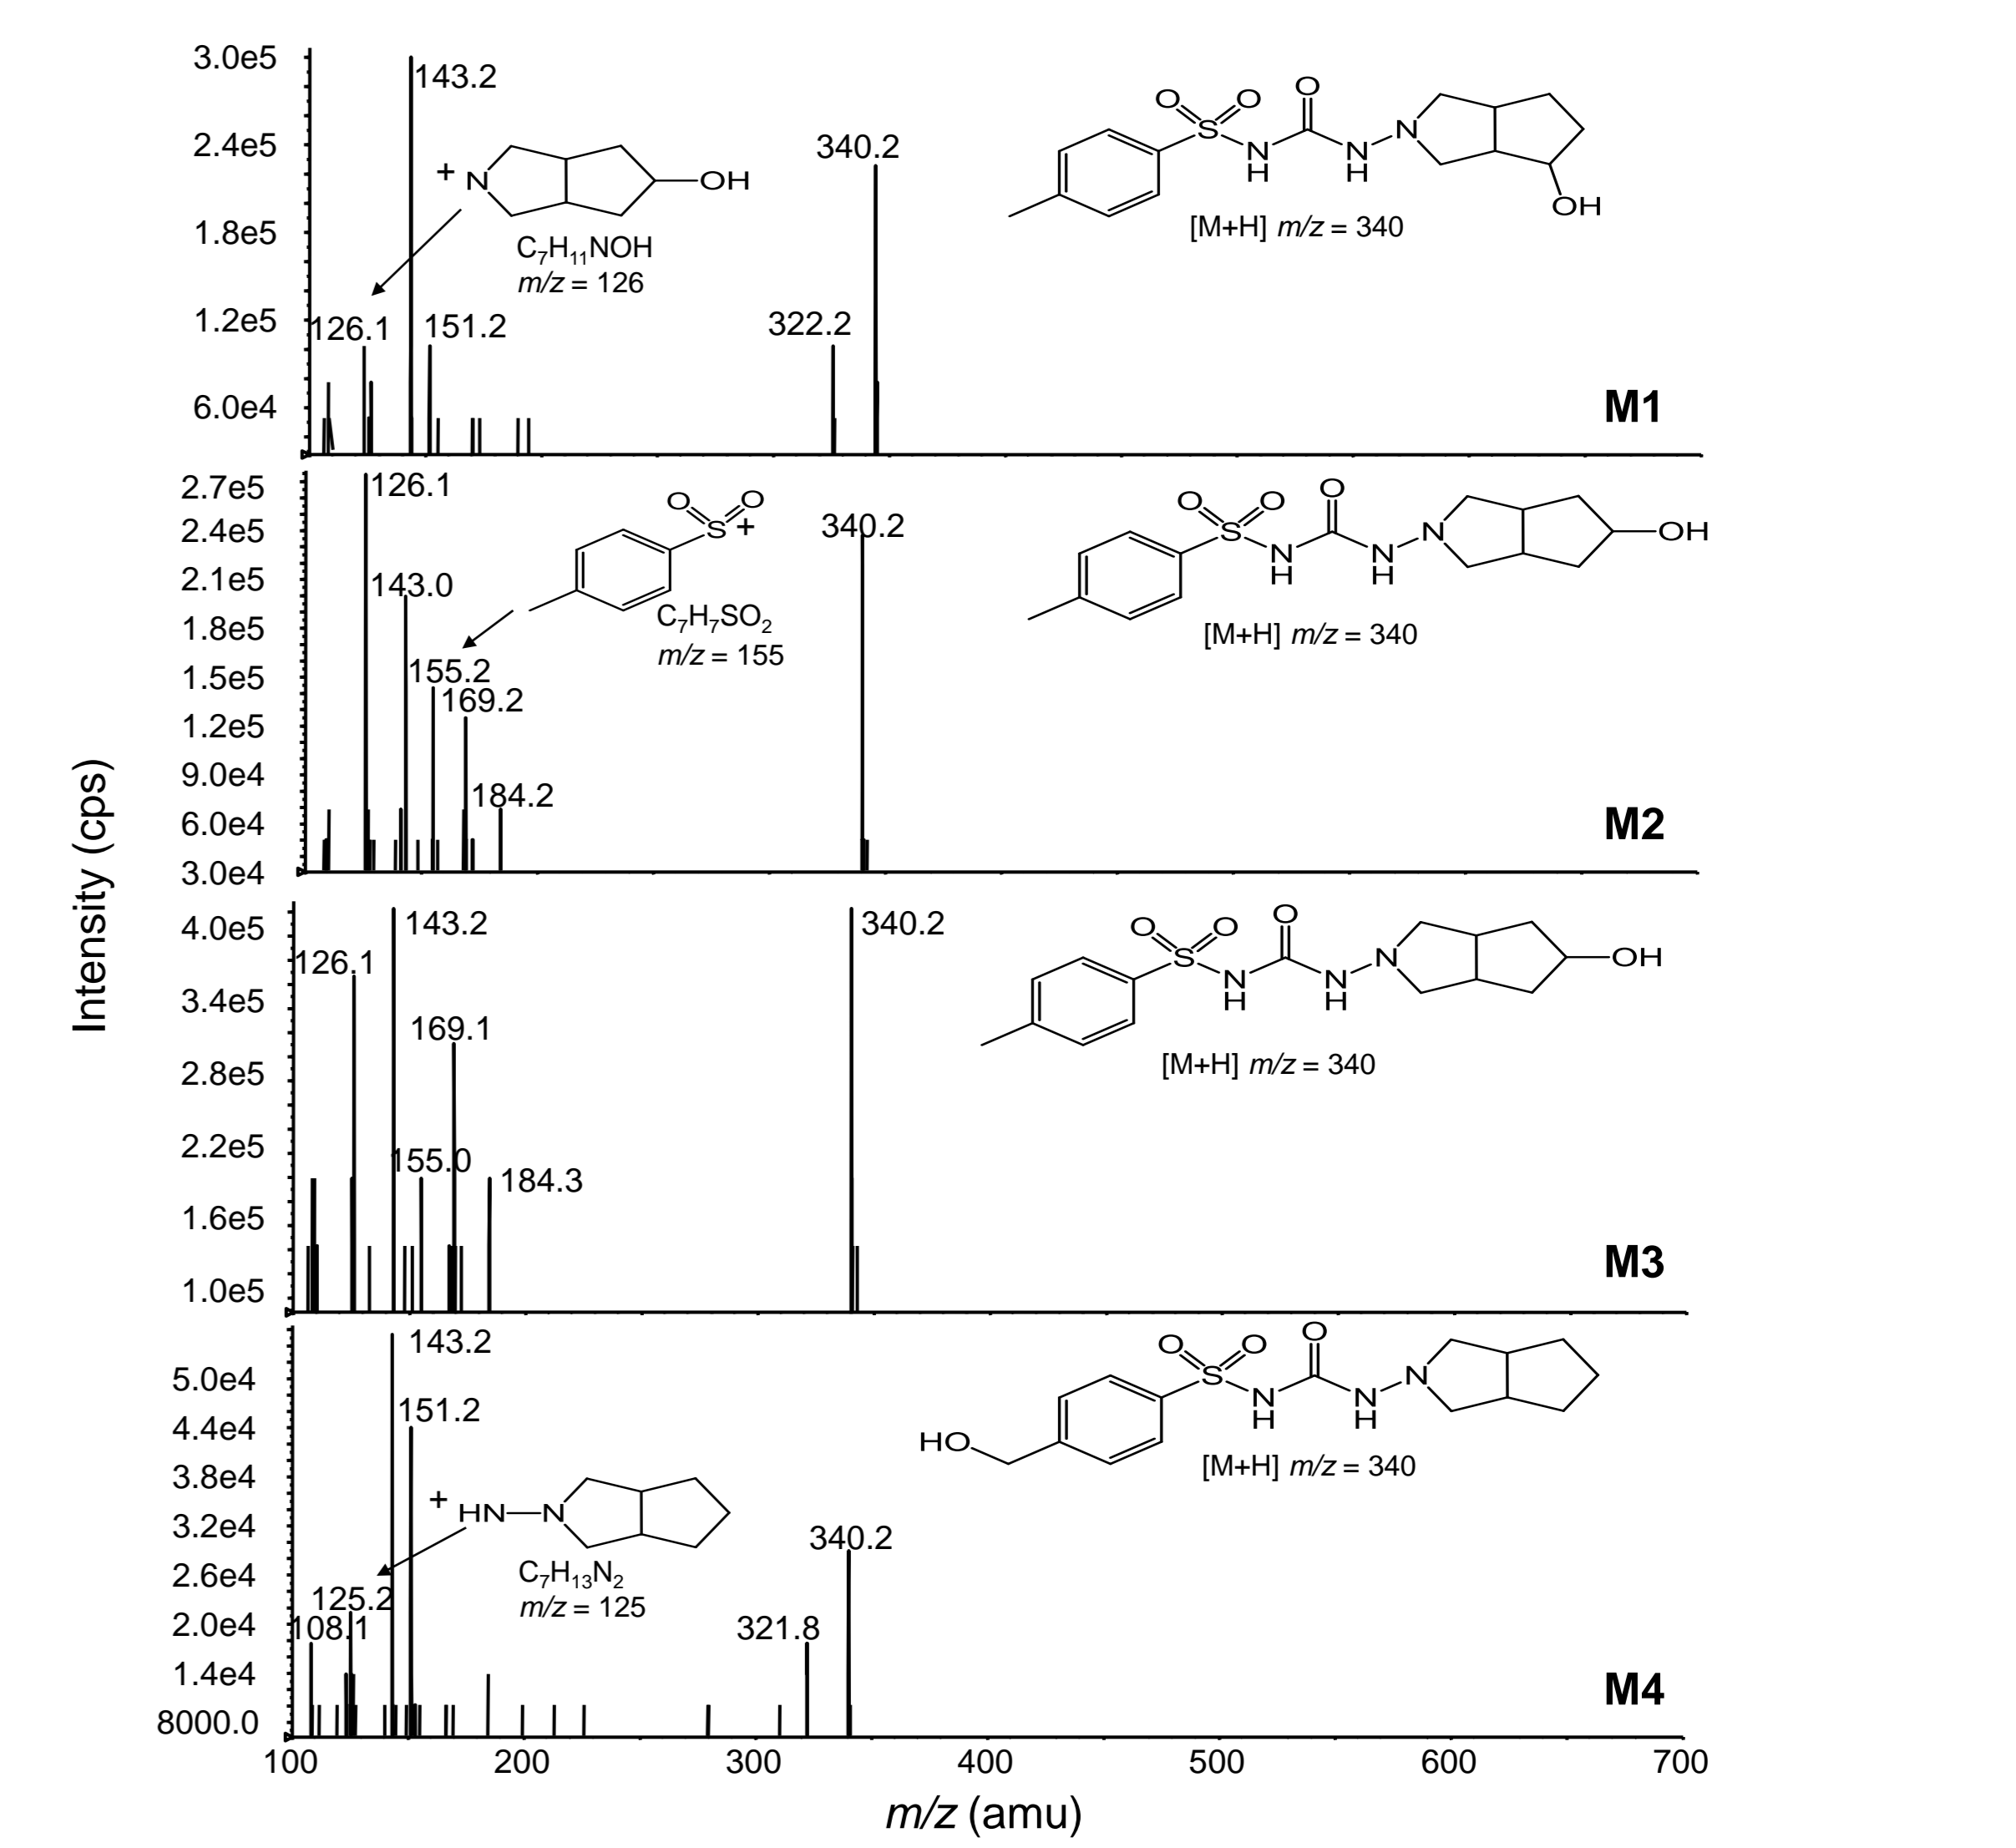 Intensity (cps)
3.0e5
2.4e5
1.8e5
1.2e5
6.0e4
143.2
340.2
126.1
151.2
322.2
+ N OH
C₇H₁₁NOH
m/z = 126
O O O
S N N N
H H
OH
[M+H] m/z = 340
M1
2.7e5
2.4e5
2.1e5
1.8e5
1.5e5
1.2e5
9.0e4
6.0e4
3.0e4
126.1
143.0
155.2
169.2
184.2
340.2
O O
S +
C₇H₇SO₂
m/z = 155
O O O
S N N N OH
H H
[M+H] m/z = 340
M2
4.0e5
3.4e5
2.8e5
2.2e5
1.6e5
1.0e5
143.2
340.2
126.1
169.1
155.0
184.3
O O O
S N N N OH
H H
[M+H] m/z = 340
M3
5.0e4
4.4e4
3.8e4
3.2e4
2.6e4
2.0e4
1.4e4
8000.0
143.2
151.2
125.2
108.1
321.8
340.2
+ HN N
C₇H₁₃N₂
m/z = 125
O O O
S N N N
H H
HO
[M+H] m/z = 340
M4
100 200 300 400 500 600 700
m/z (amu)